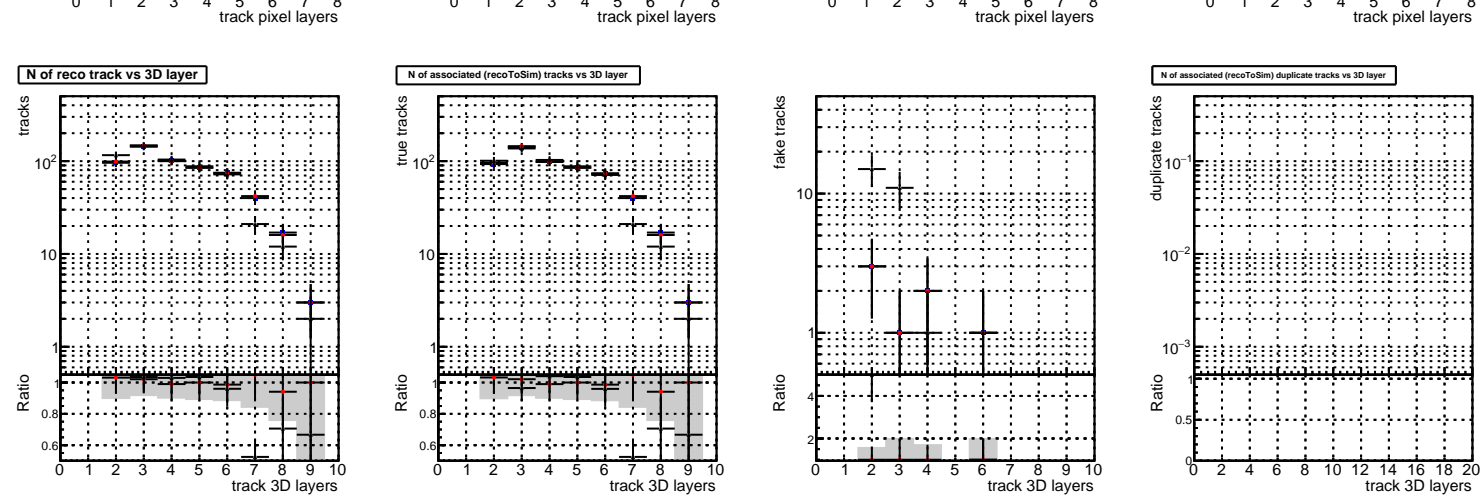 0 1 2 3 4 5 6 7 8
track pixel layers
0 1 2 3 4 5 6 7 8
track pixel layers
0 1 2 3 4 5 6 7 8
track pixel layers
0 1 2 3 4 5 6 7 8
track pixel layers
N of reco track vs 3D layer
tracks
10²
10
1
Ratio
1
0.8
0.6
0 1 2 3 4 5 6 7 8 9 10
track 3D layers
N of associated (recoToSim) tracks vs 3D layer
true tracks
10²
10
1
Ratio
1
0.8
0.6
0 1 2 3 4 5 6 7 8 9 10
track 3D layers
fake tracks
10
1
Ratio
4
2
0 1 2 3 4 5 6 7 8 9 10
track 3D layers
N of associated (recoToSim) duplicate tracks vs 3D layer
duplicate tracks
10⁻¹
10⁻²
10⁻³
Ratio
1
0.5
0
0 2 4 6 8 10 12 14 16 18 20
track 3D layers